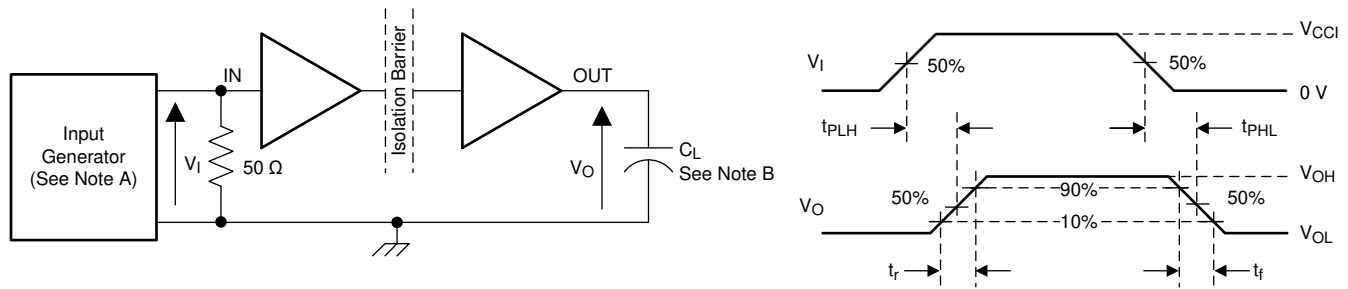 Input
Generator
(See Note A)
V_I
IN
50 Ω
Isolation Barrier
OUT
V_O
C_L
See Note B
V_I
50%
50%
V_CCI
0 V
t_PLH
t_PHL
V_O
50%
90%
10%
50%
V_OH
V_OL
t_r
t_f